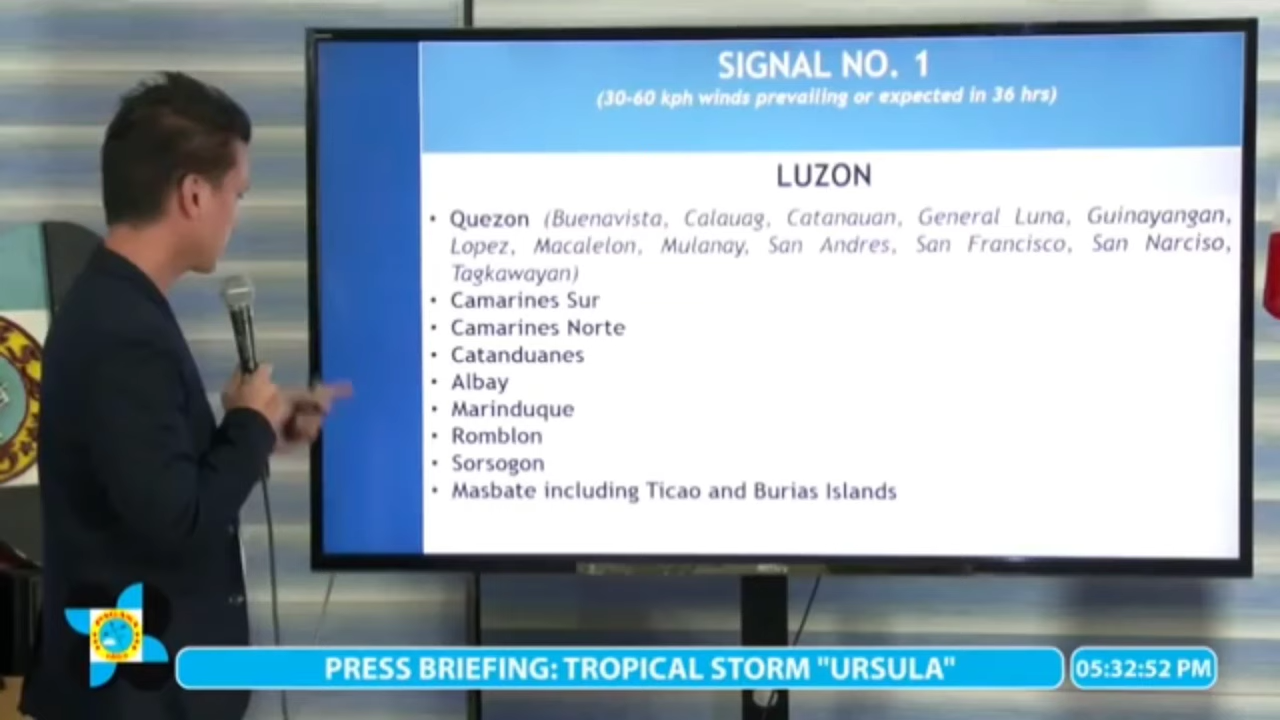 SIGNAL NO. 1
(30-60 kph winds prevailing or expected in 36 hrs)
LUZON
• Quezon (Buenavista, Calauag, Catanauan, General Luna, Guinayangan,
Lopez, Macalelon, Mulanay, San Andres, San Francisco, San Narciso,
Tagkawayan)
• Camarines Sur
• Camarines Norte
• Catanduanes
• Albay
• Marinduque
• Romblon
• Sorsogon
• Masbate including Ticao and Burias Islands
PRESS BRIEFING: TROPICAL STORM "URSULA"
05:32:52 PM